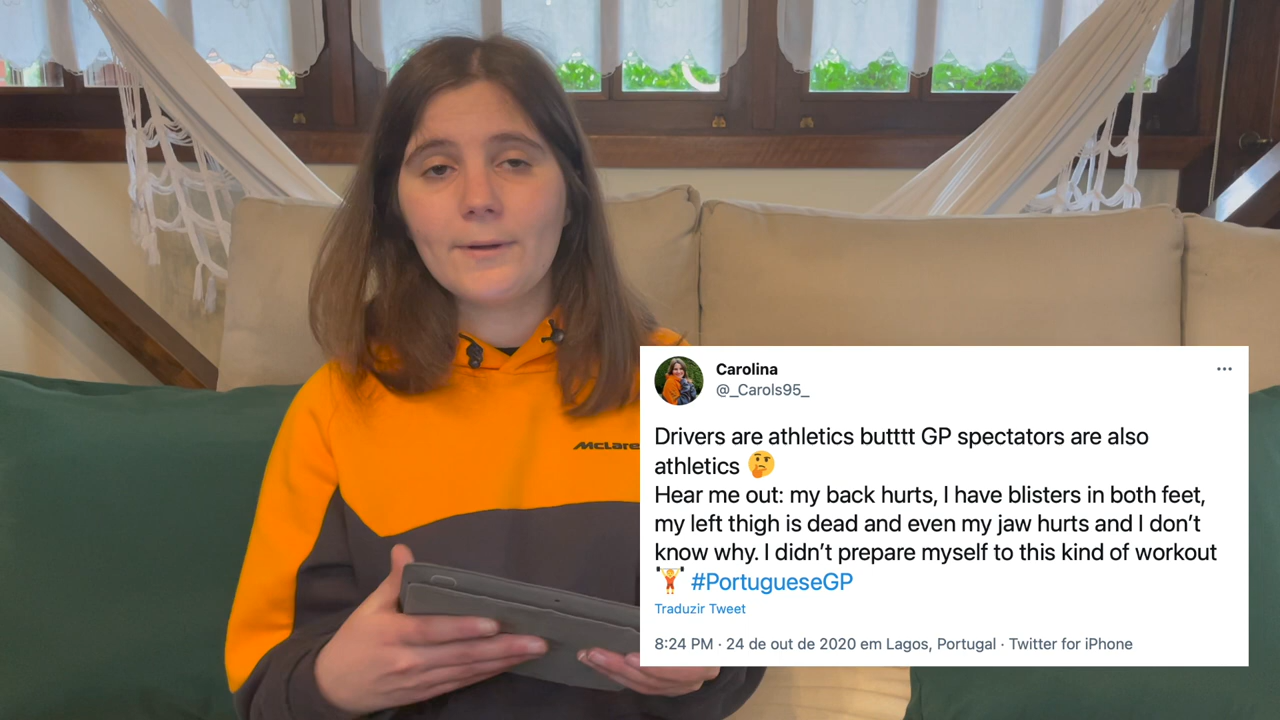 McLare
Carolina
@_Carols95_
Drivers are athletics butttt GP spectators are also
athletics 🤔
Hear me out: my back hurts, I have blisters in both feet,
my left thigh is dead and even my jaw hurts and I don’t
know why. I didn’t prepare myself to this kind of workout
🏋️ #PortugueseGP
Traduzir Tweet
8:24 PM · 24 de out de 2020 em Lagos, Portugal · Twitter for iPhone